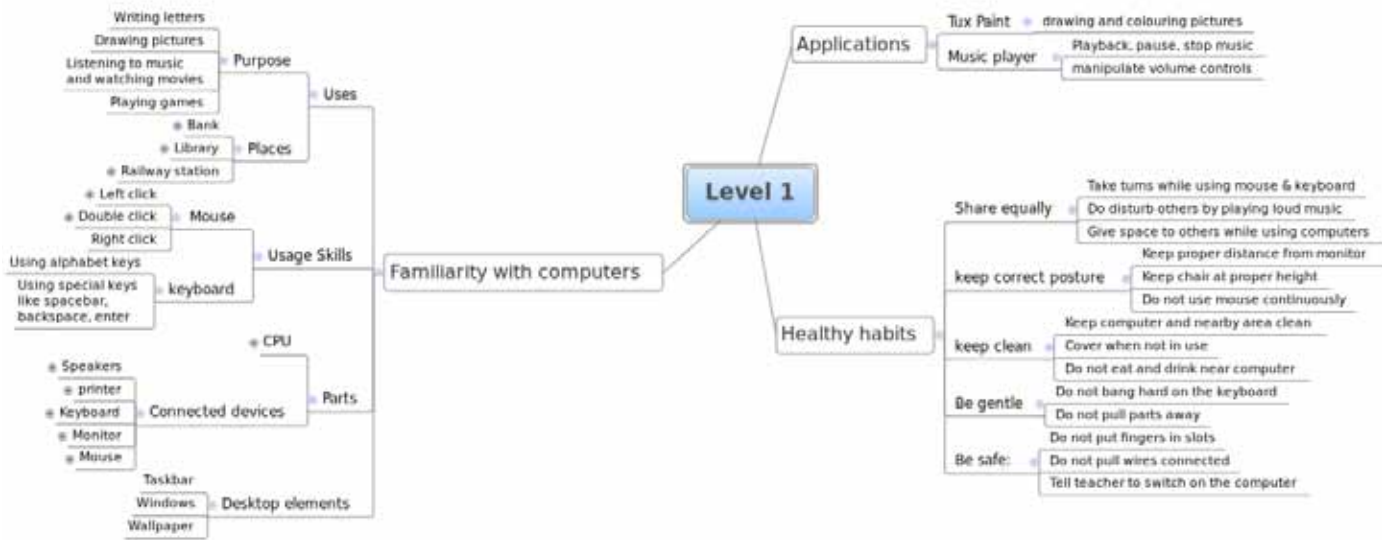 Level 1
Familiarity with computers
Uses
Purpose
Writing letters
Drawing pictures
Listening to music
and watching movies
Playing games
Places
Bank
Library
Railway station
Usage Skills
Mouse
Left click
Double click
Right click
keyboard
Using alphabet keys
Using special keys
like spacebar,
backspace, enter
Parts
CPU
Connected devices
Speakers
printer
Keyboard
Monitor
Mouse
Desktop elements
Taskbar
Windows
Wallpaper
Applications
Tux Paint
drawing and colouring pictures
Music player
Playback, pause, stop music
manipulate volume controls
Healthy habits
Share equally
Take turns while using mouse & keyboard
Do disturb others by playing loud music
Give space to others while using computers
keep correct posture
Keep proper distance from monitor
Keep chair at proper height
Do not use mouse continuously
keep clean
Keep computer and nearby area clean
Cover when not in use
Do not eat and drink near computer
Be gentle
Do not bang hard on the keyboard
Do not pull parts away
Be safe:
Do not put fingers in slots
Do not pull wires connected
Tell teacher to switch on the computer